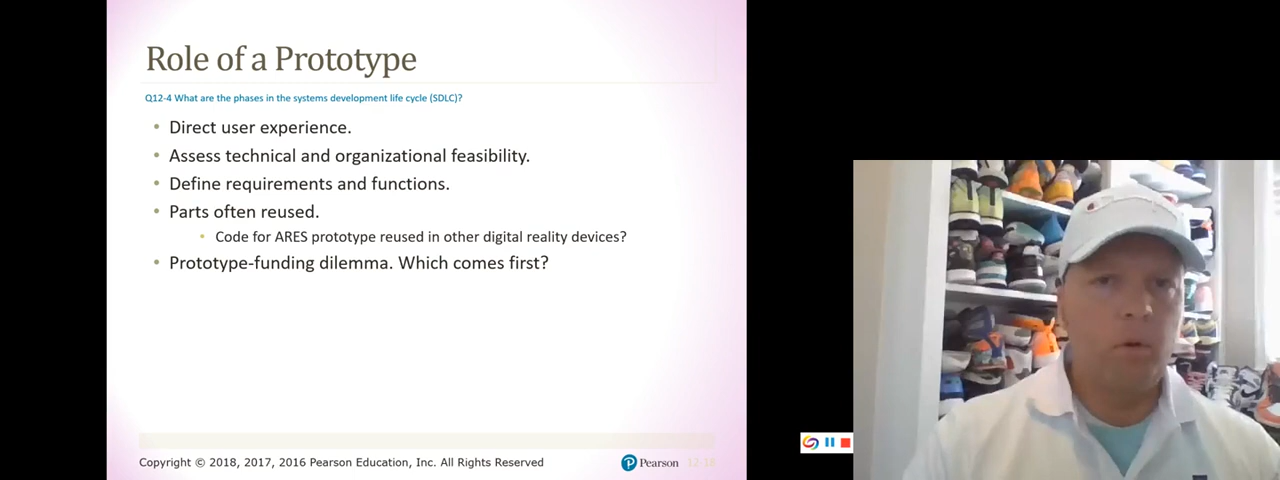 Role of a Prototype
Q12-4 What are the phases in the systems development life cycle (SDLC)?
• Direct user experience.
• Assess technical and organizational feasibility.
• Define requirements and functions.
• Parts often reused.
• Code for ARES prototype reused in other digital reality devices?
• Prototype-funding dilemma. Which comes first?
Copyright © 2018, 2017, 2016 Pearson Education, Inc. All Rights Reserved
Pearson
12-18